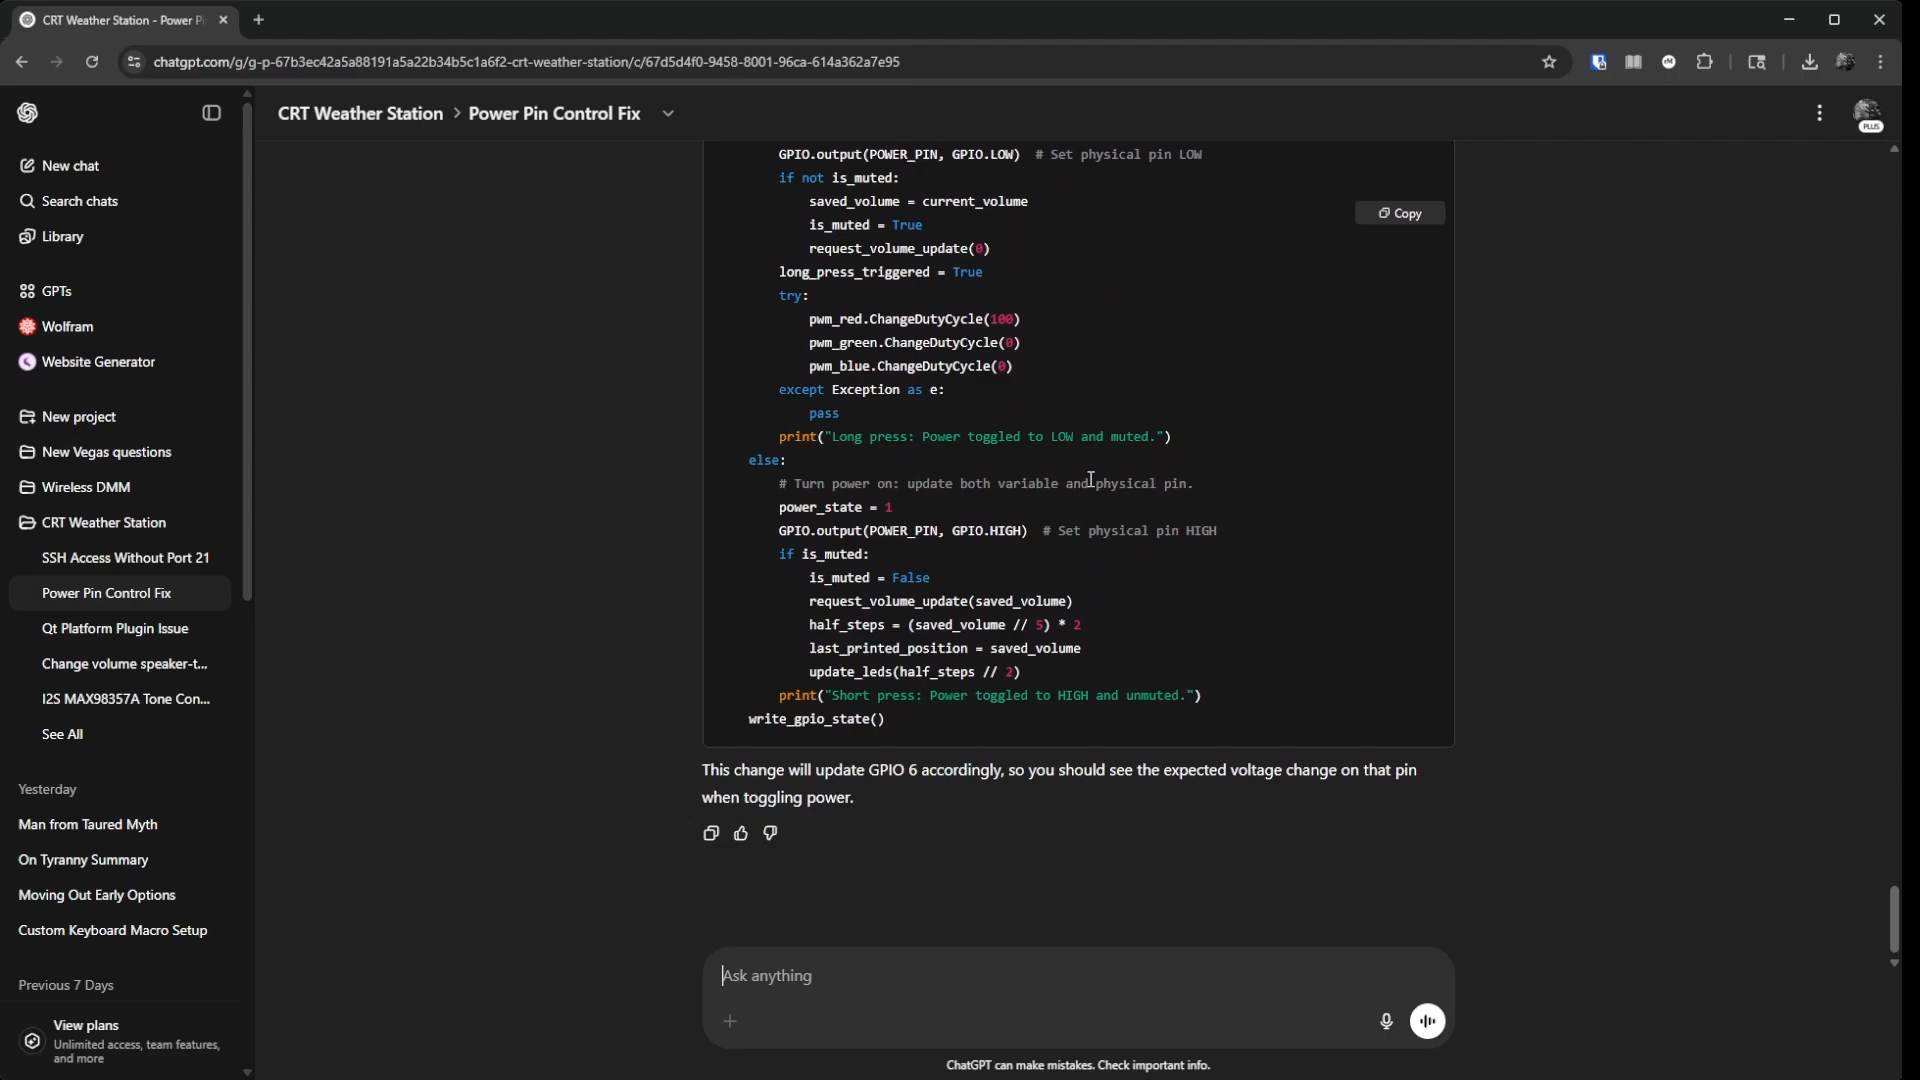 CRT Weather Station - Power P
chatgpt.com/g/g-p-67b3ec42a5a88191a5a22b34b5c1a6f2-crt-weather-station/c/67d5d4f0-9458-8001-96ca-614a362a7e95
CRT Weather Station > Power Pin Control Fix
PLUS
New chat
Search chats
Library
GPTs
Wolfram
Website Generator
New project
New Vegas questions
Wireless DMM
CRT Weather Station
SSH Access Without Port 21
Power Pin Control Fix
Qt Platform Plugin Issue
Change volume speaker-t...
I2S MAX98357A Tone Con...
See All
Yesterday
Man from Taured Myth
On Tyranny Summary
Moving Out Early Options
Custom Keyboard Macro Setup
Previous 7 Days
View plans
Unlimited access, team features,
and more
GPIO.output(POWER_PIN, GPIO.LOW)  # Set physical pin LOW
if not is_muted:
saved_volume = current_volume
Copy
is_muted = True
request_volume_update(0)
long_press_triggered = True
try:
pwm_red.ChangeDutyCycle(100)
pwm_green.ChangeDutyCycle(0)
pwm_blue.ChangeDutyCycle(0)
except Exception as e:
pass
print("Long press: Power toggled to LOW and muted.")
else:
# Turn power on: update both variable and physical pin.
power_state = 1
GPIO.output(POWER_PIN, GPIO.HIGH)  # Set physical pin HIGH
if is_muted:
is_muted = False
request_volume_update(saved_volume)
half_steps = (saved_volume // 5) * 2
last_printed_position = saved_volume
update_leds(half_steps // 2)
print("Short press: Power toggled to HIGH and unmuted.")
write_gpio_state()
This change will update GPIO 6 accordingly, so you should see the expected voltage change on that pin
when toggling power.
Ask anything
ChatGPT can make mistakes. Check important info.